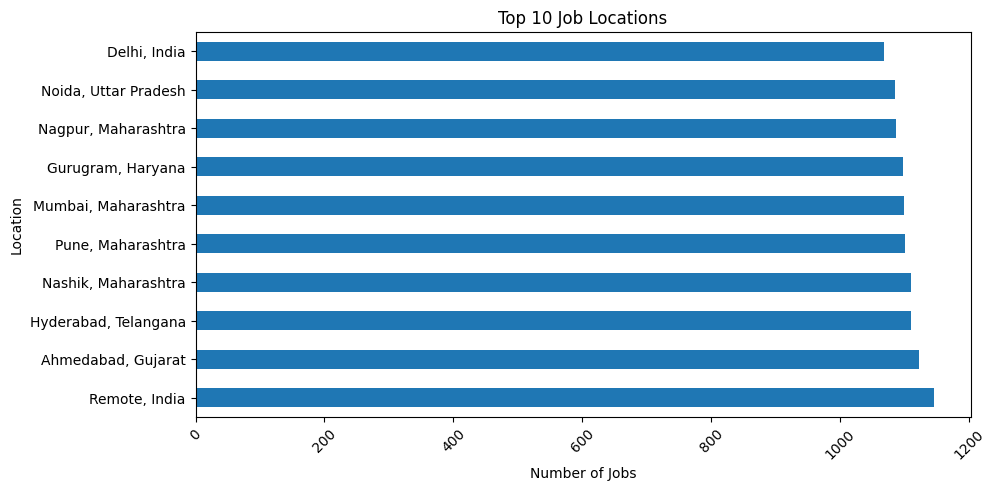 Top 10 Job Locations
Location
Delhi, India
Noida, Uttar Pradesh
Nagpur, Maharashtra
Gurugram, Haryana
Mumbai, Maharashtra
Pune, Maharashtra
Nashik, Maharashtra
Hyderabad, Telangana
Ahmedabad, Gujarat
Remote, India
0 200 400 600 800 1000 1200
Number of Jobs